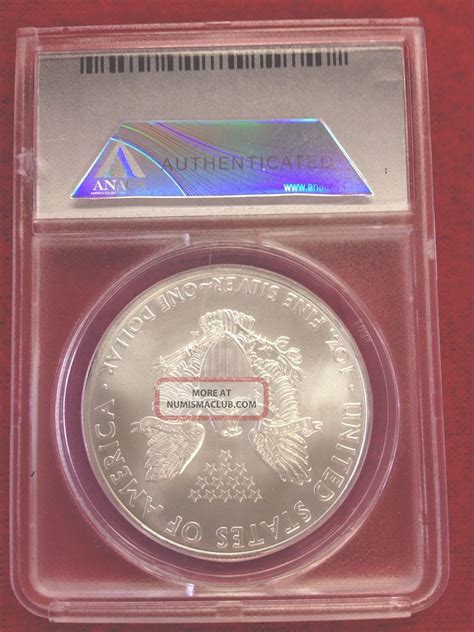 AUTHENTICATED
ANACS
www.ana
UNITED STATES OF AMERICA
1 OZ. FINE SILVER~ONE DOLLAR
MORE AT
NUMISMACLUB.COM